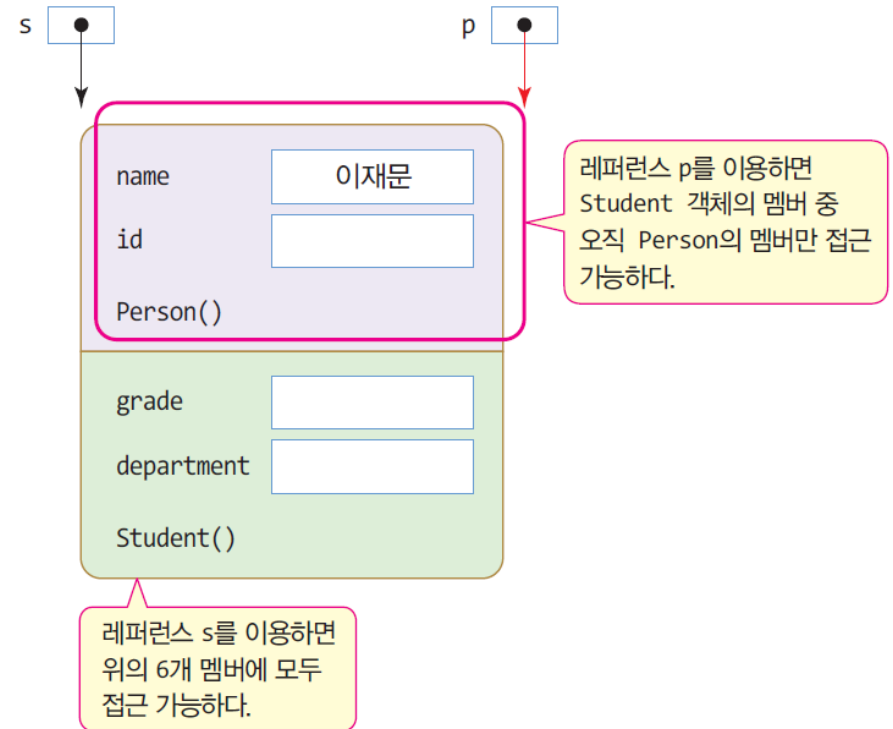 s
p
name 이재문
id
Person()
레퍼런스 p를 이용하면
Student 객체의 멤버 중
오직 Person의 멤버만 접근
가능하다.
grade
department
Student()
레퍼런스 s를 이용하면
위의 6개 멤버에 모두
접근 가능하다.